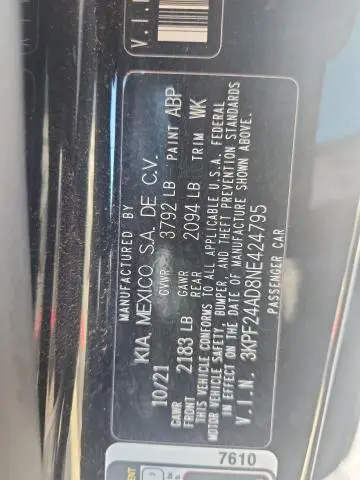 MANUFACTURED BY
KIA MEXICO S.A. DE C.V.
10/21 GVWR 3792 LB PAINT ABP
GAWR FRONT 2183 LB GAWR REAR 2094 LB TRIM WK
THIS VEHICLE CONFORMS TO ALL APPLICABLE U.S.A. FEDERAL
MOTOR VEHICLE SAFETY, BUMPER, AND THEFT PREVENTION STANDARDS
IN EFFECT ON THE DATE OF MANUFACTURE SHOWN ABOVE.
V.I.N. 3KPF24AD8NE424795
PASSENGER CAR
V.I.N
7610